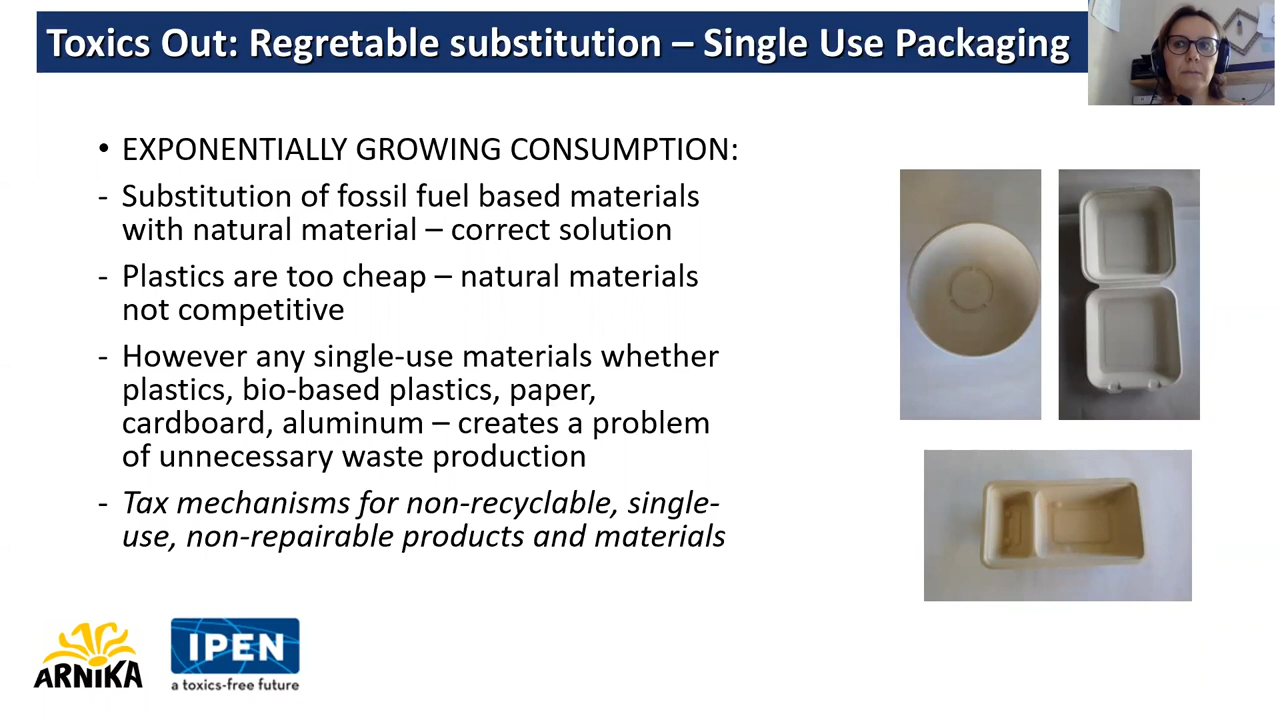 Toxics Out: Regretable substitution – Single Use Packaging
• EXPONENTIALLY GROWING CONSUMPTION:
- Substitution of fossil fuel based materials
with natural material – correct solution
- Plastics are too cheap – natural materials
not competitive
- However any single-use materials whether
plastics, bio-based plastics, paper,
cardboard, aluminum – creates a problem
of unnecessary waste production
- Tax mechanisms for non-recyclable, single-
use, non-repairable products and materials
ARNIKA
IPEN
a toxics-free future